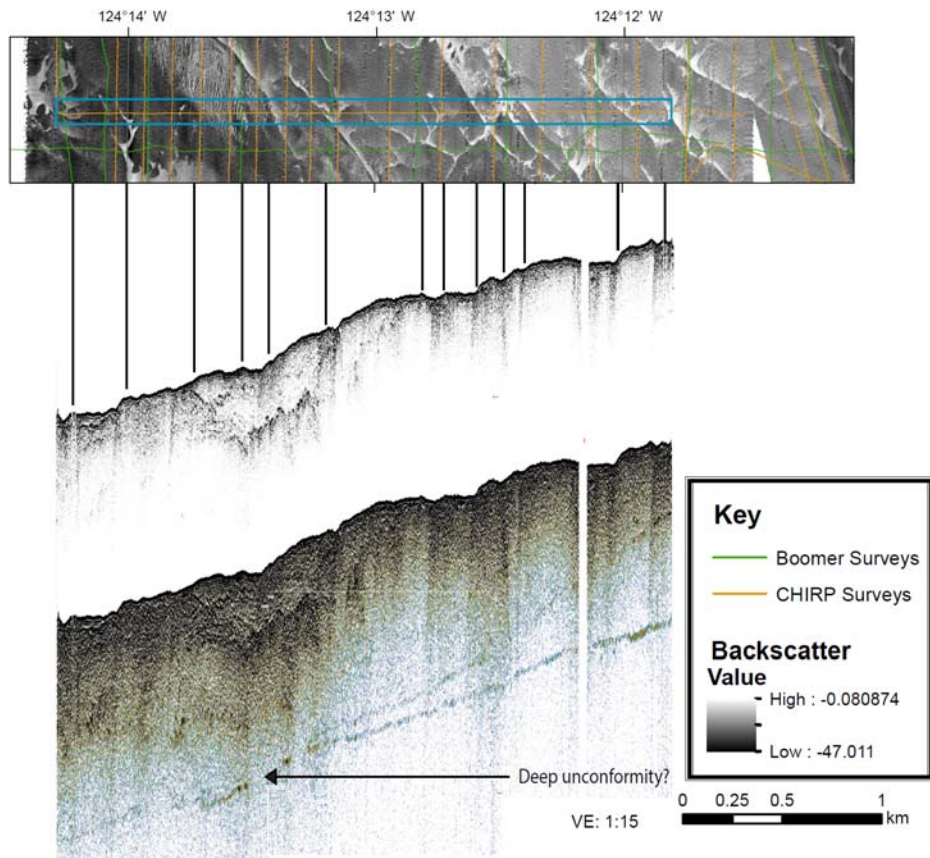 124°14' W 124°13' W 124°12' W
Key
Boomer Surveys
CHIRP Surveys
Backscatter
Value
High : -0.080874
Low : -47.011
Deep unconformity?
VE: 1:15
0 0.25 0.5 1
km